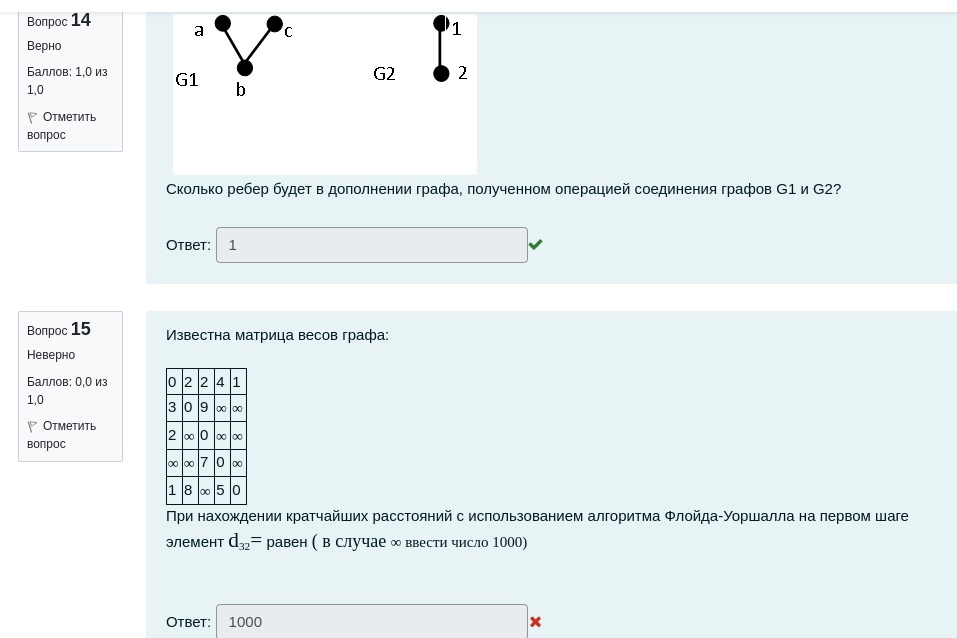 Вопрос 14
Верно
Баллов: 1,0 из
1,0
Отметить
вопрос
a
c
G1
b
1
G2
2
Сколько ребер будет в дополнении графа, полученном операцией соединения графов G1 и G2?
Ответ: 1
Вопрос 15
Неверно
Баллов: 0,0 из
1,0
Отметить
вопрос
Известна матрица весов графа:
0 2 2 4 1
3 0 9 ∞ ∞
2 ∞ 0 ∞ ∞
∞ ∞ 7 0 ∞
1 8 ∞ 5 0
При нахождении кратчайших расстояний с использованием алгоритма Флойда-Уоршалла на первом шаге
элемент d32= равен ( в случае ∞ ввести число 1000)
Ответ: 1000